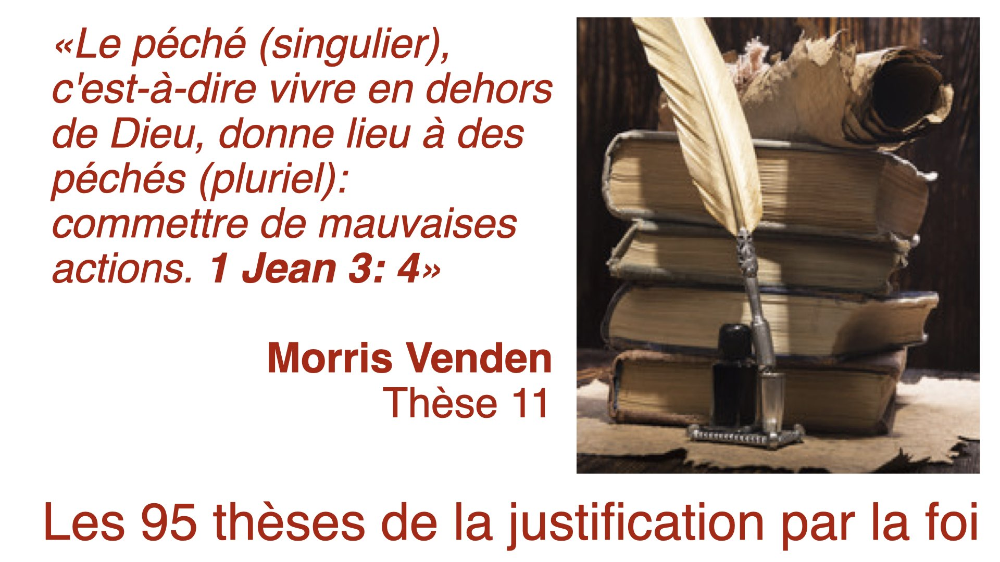 «Le péché (singulier),
c'est-à-dire vivre en dehors
de Dieu, donne lieu à des
péchés (pluriel):
commettre de mauvaises
actions. 1 Jean 3: 4»
Morris Venden
Thèse 11
Les 95 thèses de la justification par la foi